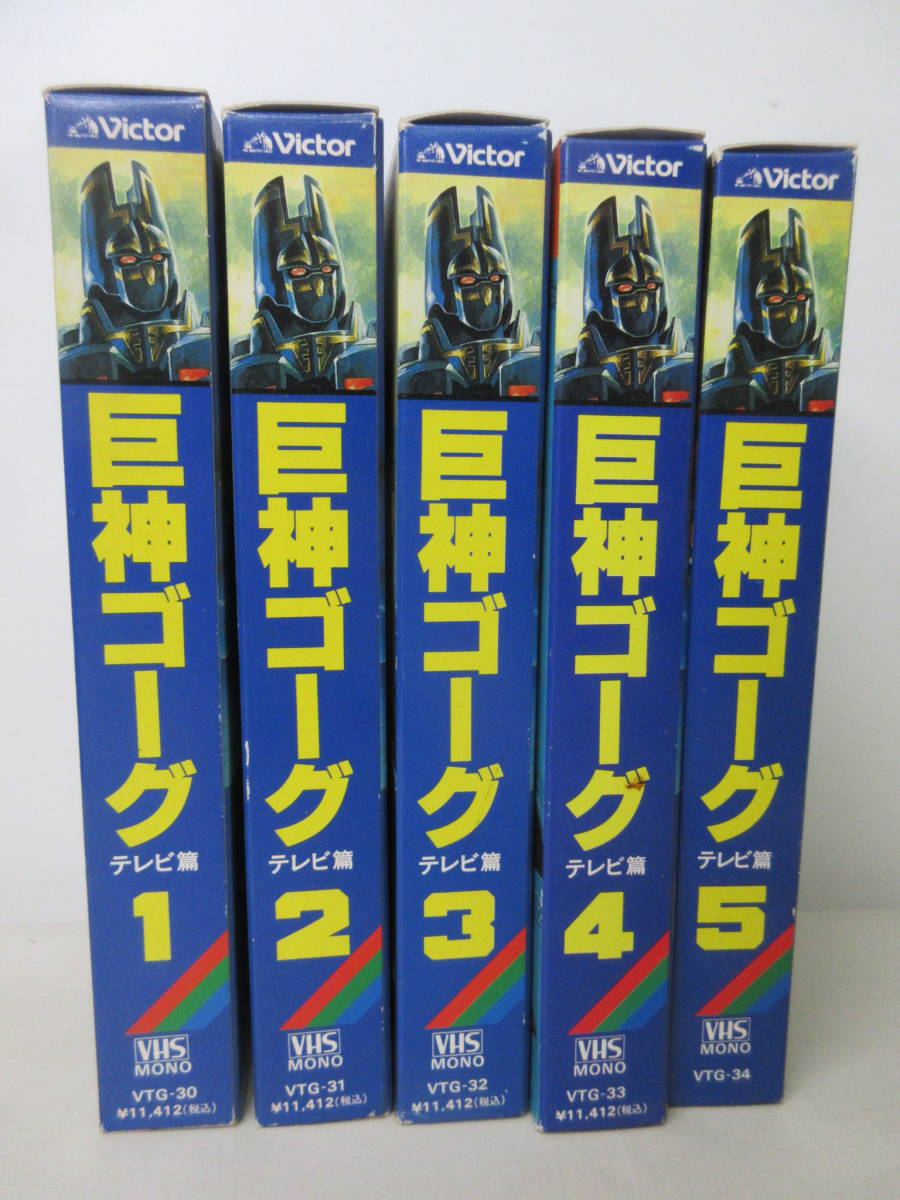 Victor
巨神ゴーグ
テレビ篇
1
VHS
MONO
VTG-30
¥11,412(税込)
Victor
巨神ゴーグ
テレビ篇
2
VHS
MONO
VTG-31
¥11,412(税込)
Victor
巨神ゴーグ
テレビ篇
3
VHS
MONO
VTG-32
¥11,412(税込)
Victor
巨神ゴーグ
テレビ篇
4
VHS
MONO
VTG-33
¥11,412(税込)
Victor
巨神ゴーグ
テレビ篇
5
VHS
MONO
VTG-34